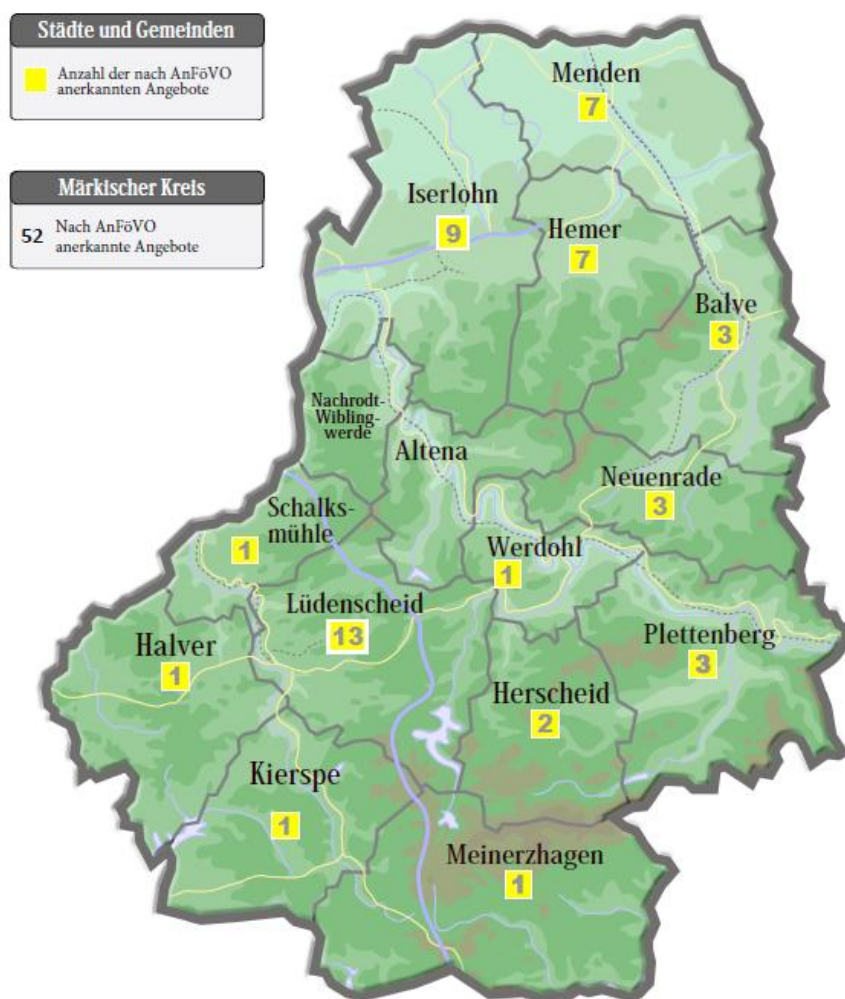 Städte und Gemeinden
Anzahl der nach AnFöVO
anerkannten Angebote
Märkischer Kreis
52 Nach AnFöVO
anerkannte Angebote
Menden
7
Iserlohn
9
Hemer
7
Balve
3
Nachrodt-
Wibling-
werde
Altena
Neuenrade
3
Schalks-
mühle
1
Werdohl
1
Lüdenscheid
13
Halver
1
Plettenberg
3
Herscheid
2
Kierspe
1
Meinerzhagen
1